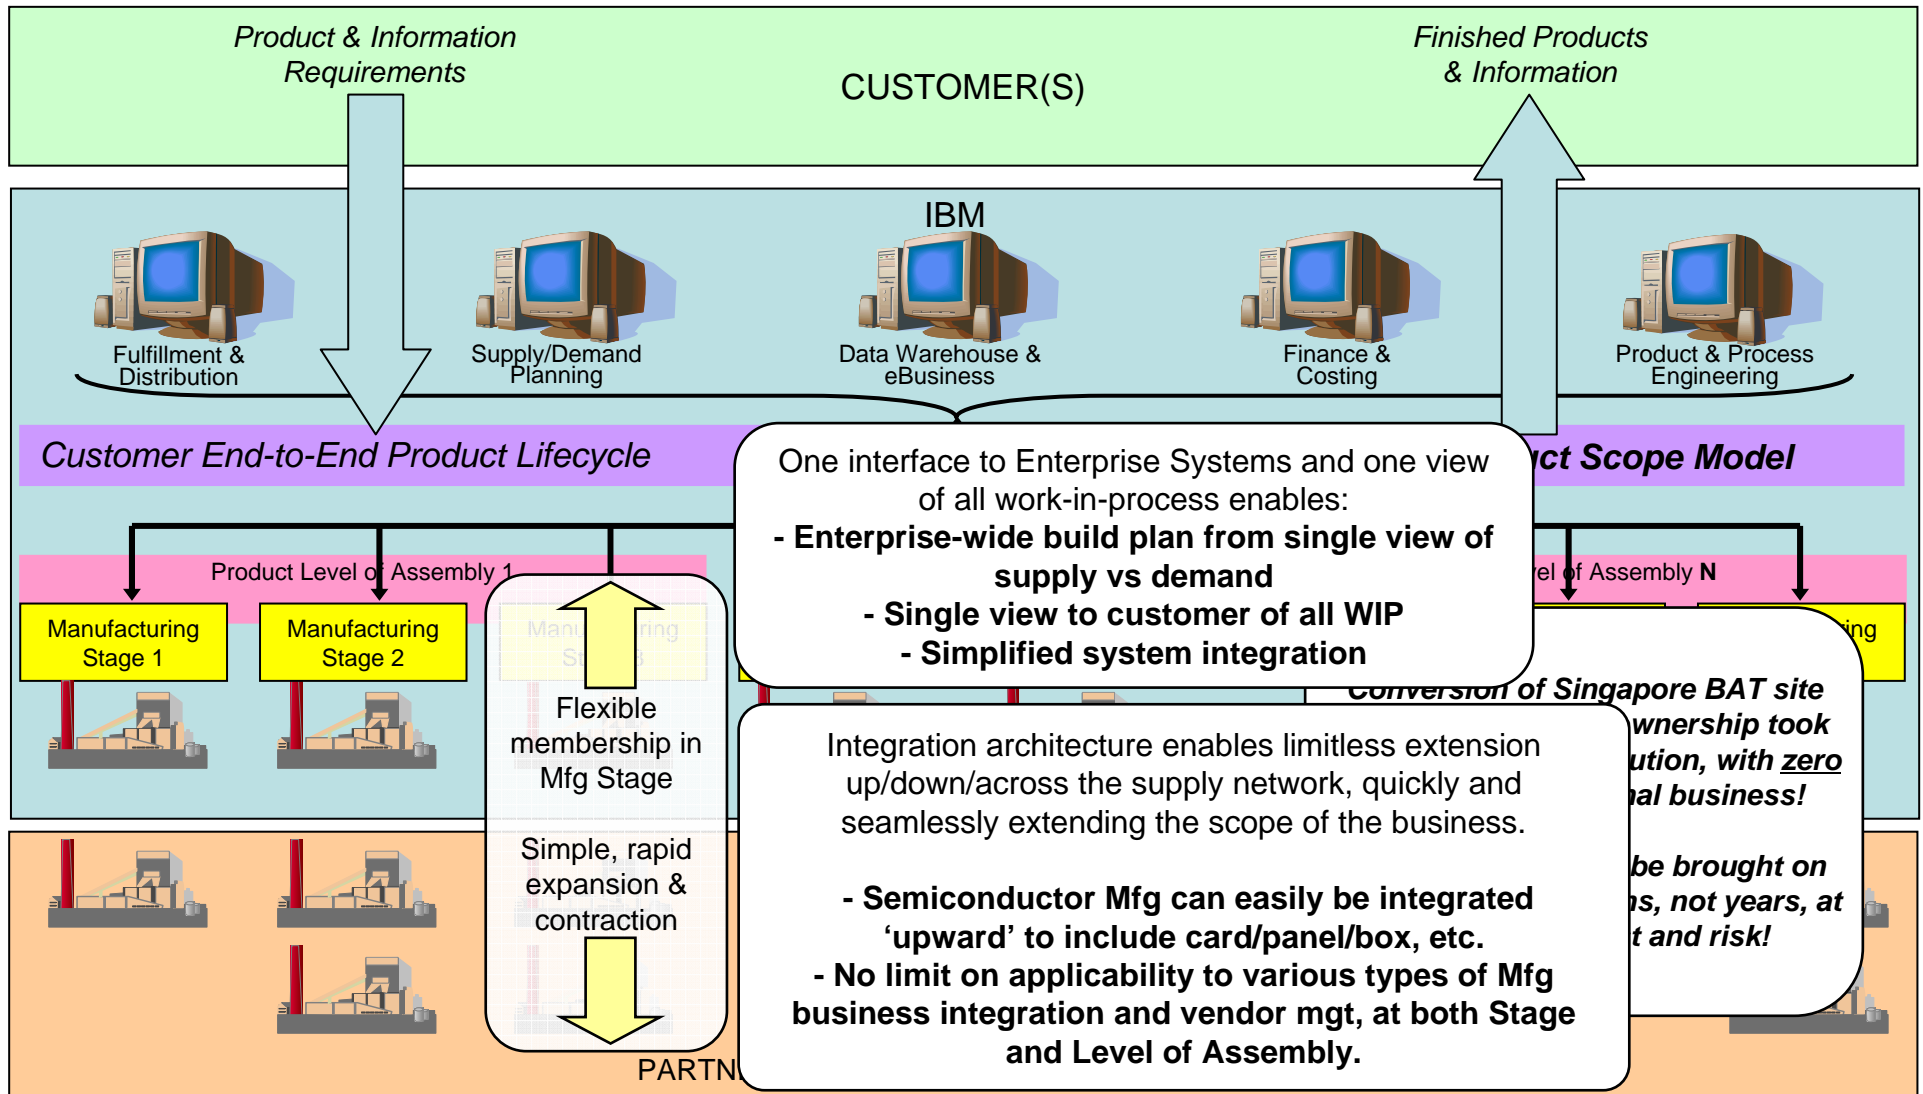 Product & Information
Requirements
CUSTOMER(S)
Finished Products
& Information
IBM
Fulfillment &
Distribution
Supply/Demand
Planning
Data Warehouse &
eBusiness
Finance &
Costing
Product & Process
Engineering
Customer End-to-End Product Lifecycle
Scope Model
One interface to Enterprise Systems and one view
of all work-in-process enables:
- Enterprise-wide build plan from single view of
supply vs demand
- Single view to customer of all WIP
- Simplified system integration
Product Level of Assembly 1
of Assembly N
Manufacturing
Stage 1
Manufacturing
Stage 2
Manufacturing
Stage 3
Flexible
membership in
Mfg Stage
Simple, rapid
expansion &
contraction
Conversion of Singapore BAT site
ownership took
with zero
business!
be brought on
not years, at
and risk!
Integration architecture enables limitless extension
up/down/across the supply network, quickly and
seamlessly extending the scope of the business.
- Semiconductor Mfg can easily be integrated
‘upward’ to include card/panel/box, etc.
- No limit on applicability to various types of Mfg
business integration and vendor mgt, at both Stage
and Level of Assembly.